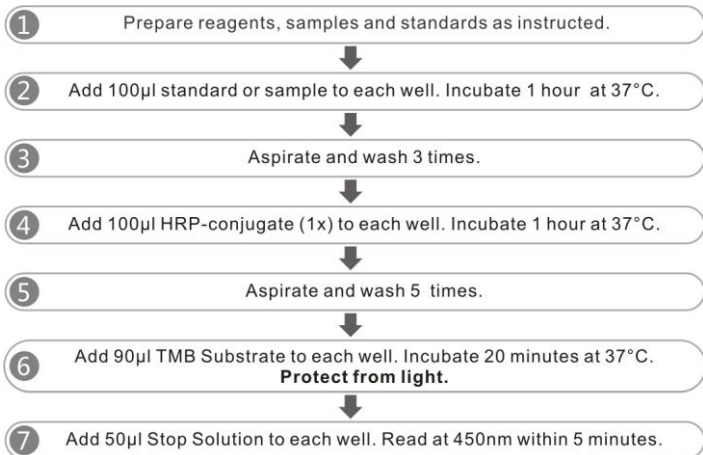 1 Prepare reagents, samples and standards as instructed.
2 Add 100μl standard or sample to each well. Incubate 1 hour at 37°C.
3 Aspirate and wash 3 times.
4 Add 100μl HRP-conjugate (1x) to each well. Incubate 1 hour at 37°C.
5 Aspirate and wash 5 times.
6 Add 90μl TMB Substrate to each well. Incubate 20 minutes at 37°C.
Protect from light.
7 Add 50μl Stop Solution to each well. Read at 450nm within 5 minutes.